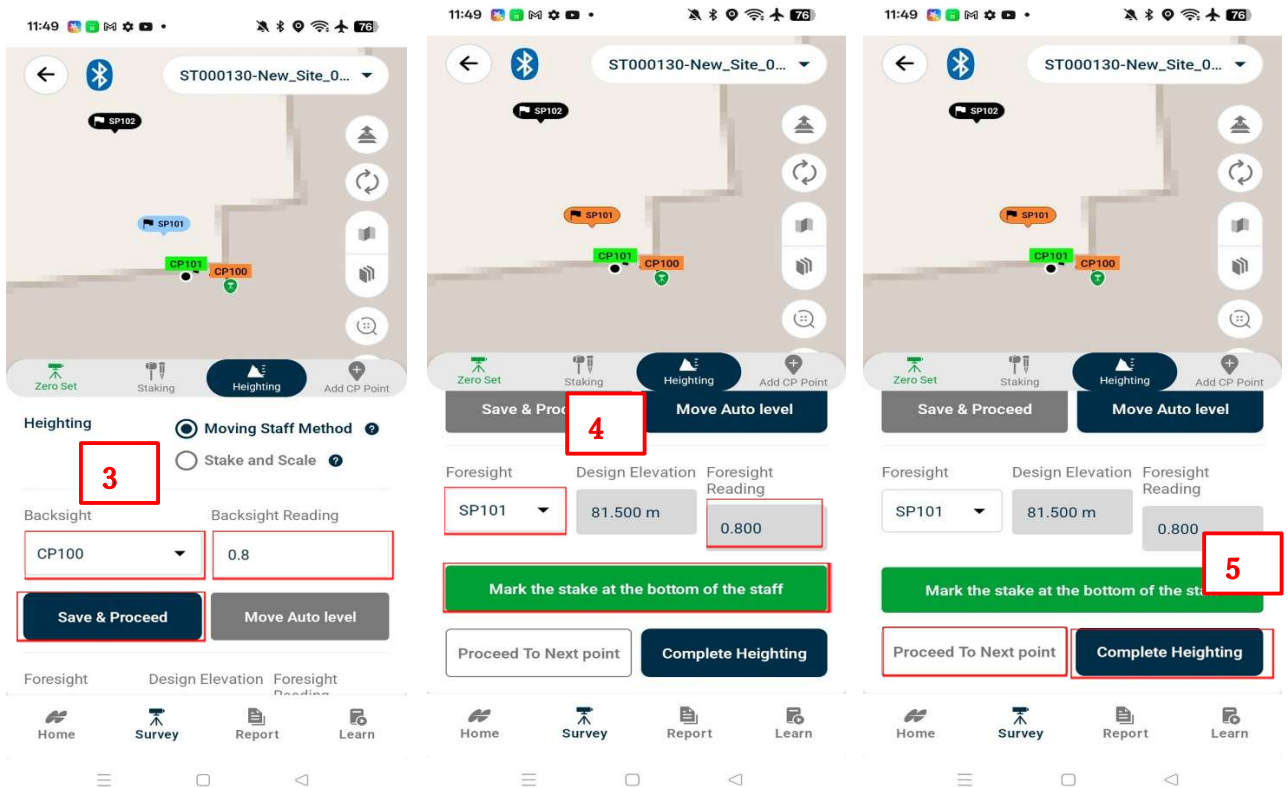 11:49
76
ST000130-New_Site_0...
SP102
SP101
CP101
CP100
Zero Set
Staking
Heighting
Add CP Point
Heighting
Moving Staff Method ?
Stake and Scale ?
3
Backsight
Backsight Reading
CP100
0.8
Save & Proceed
Move Auto level
Foresight
Design Elevation
Foresight
Reading
Home
Survey
Report
Learn
11:49
76
ST000130-New_Site_0...
SP102
SP101
CP101
CP100
Zero Set
Staking
Heighting
Add CP Point
Save & Proc
Move Auto level
4
Foresight
Design Elevation
Foresight
Reading
SP101
81.500 m
0.800
Mark the stake at the bottom of the staff
Proceed To Next point
Complete Heighting
Home
Survey
Report
Learn
11:49
76
ST000130-New_Site_0...
SP102
SP101
CP101
CP100
Zero Set
Staking
Heighting
Add CP Point
Save & Proceed
Move Auto level
Foresight
Design Elevation
Foresight
Reading
SP101
81.500 m
0.800
5
Mark the stake at the bottom of the sta
Proceed To Next point
Complete Heighting
Home
Survey
Report
Learn